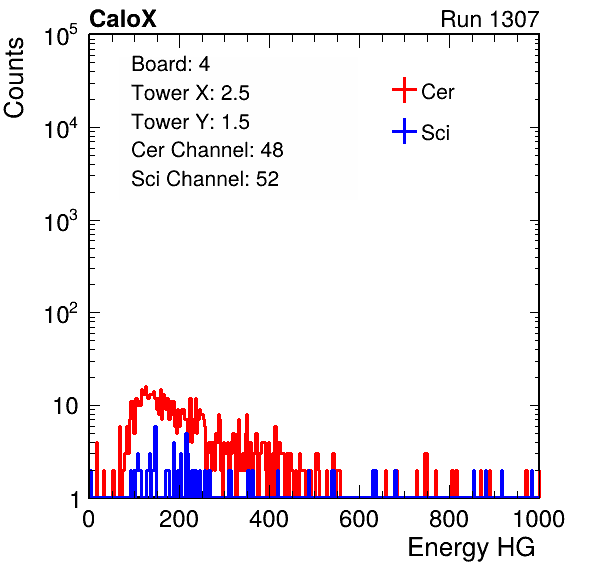 CaloX Run 1307
Counts
10^5
10^4
10^3
10^2
10
1
Board: 4
Tower X: 2.5
Tower Y: 1.5
Cer Channel: 48
Sci Channel: 52
Cer
Sci
0 200 400 600 800 1000
Energy HG